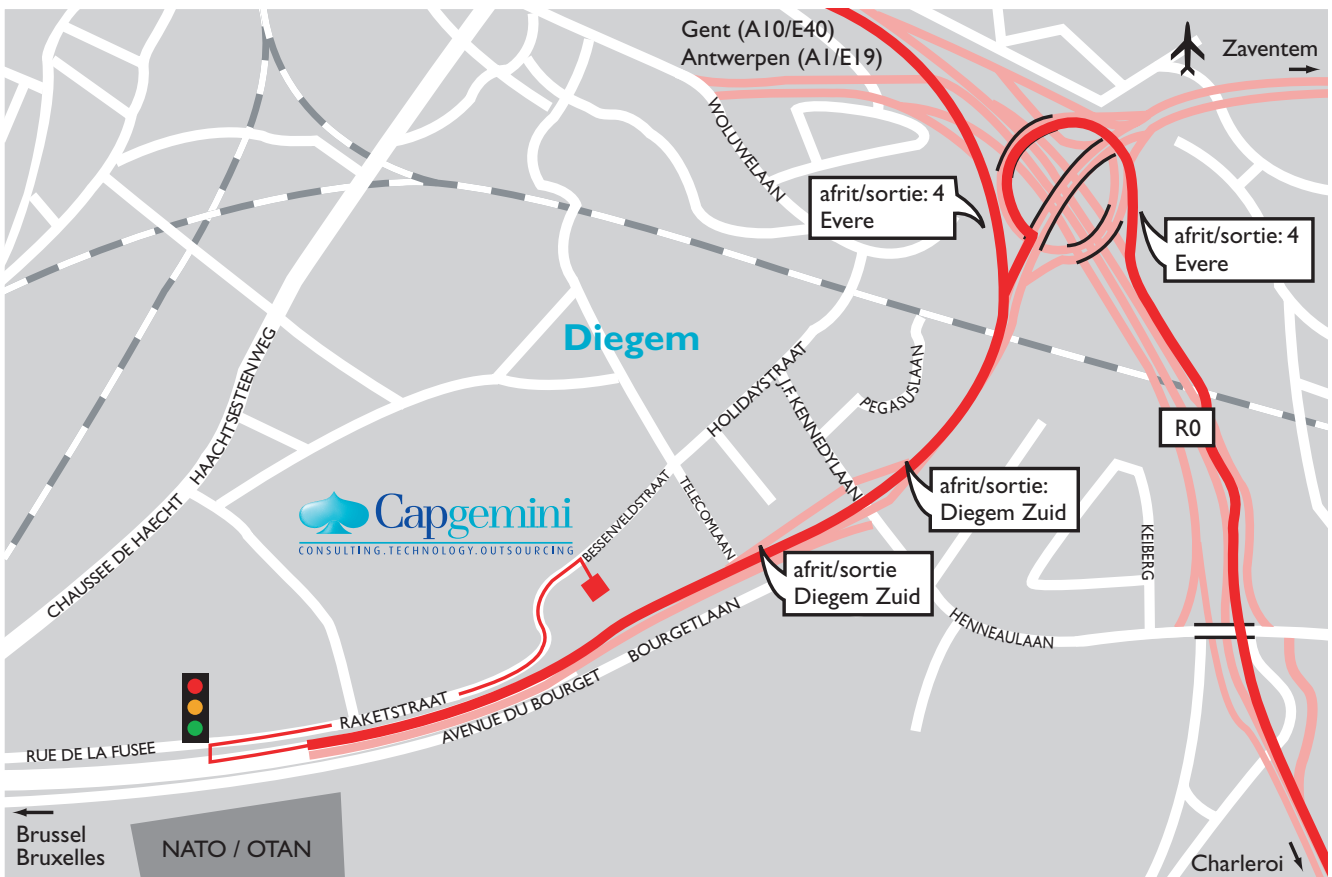 Gent (A10/E40)
Antwerpen (A1/E19)
Zaventem
WOLUWELAAN
afrit/sortie: 4
Evere
afrit/sortie: 4
Evere
Diegem
HOLIDAYSTRAAT
J.F. KENNEDYLAAN
PEGASUSLAAN
R0
CHAUSSEE DE HAECHT HAACHTSESTEENWEG
Capgemini
CONSULTING.TECHNOLOGY.OUTSOURCING
BESSENVELDSTRAAT
TELECOMLAAN
afrit/sortie:
Diegem Zuid
KEIBERG
afrit/sortie
Diegem Zuid
HENNEAULAAN
AVENUE DU BOURGET BOURGETLAAN
RAKETSTRAAT
RUE DE LA FUSEE
Brussel
Bruxelles
NATO / OTAN
Charleroi